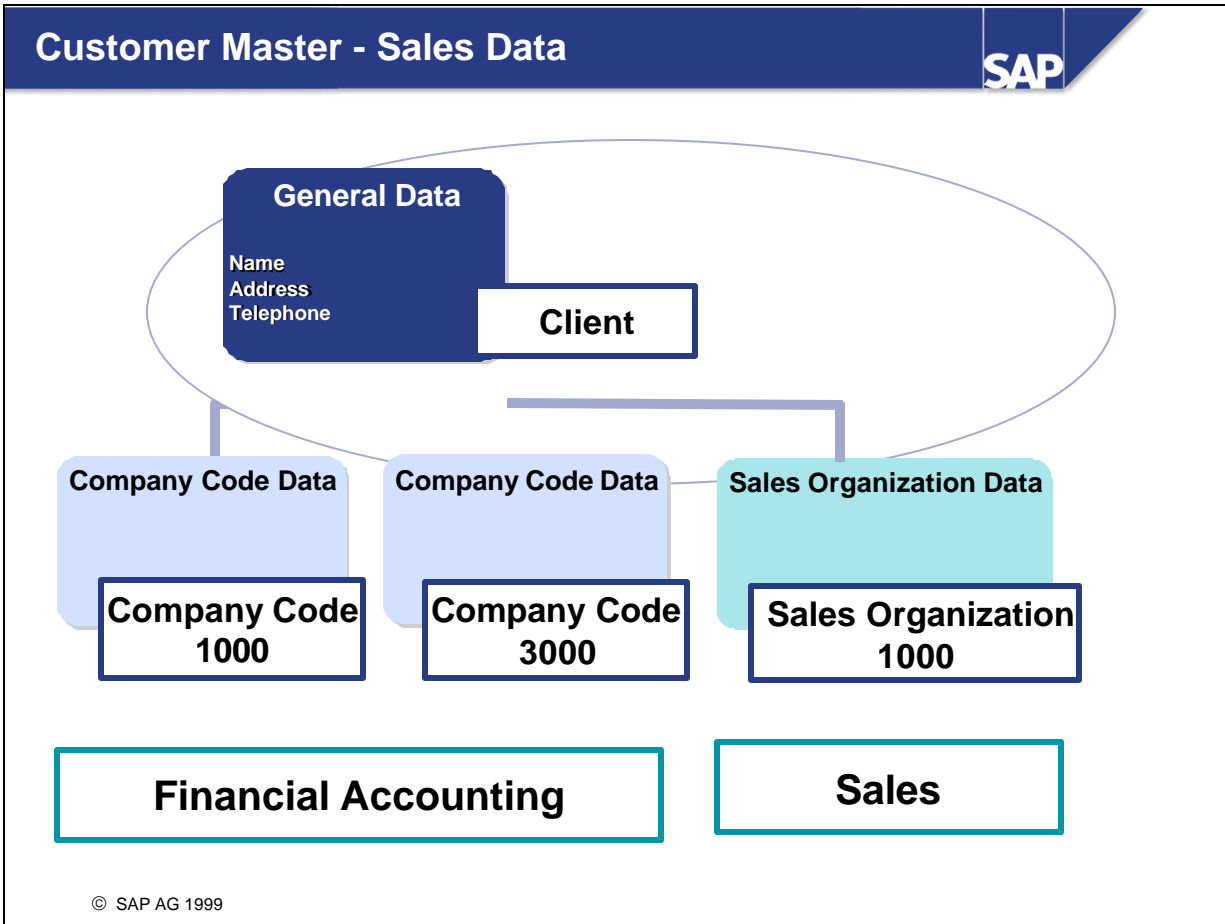 Customer Master - Sales Data
SAP
General Data
Name
Address
Telephone
Client
Company Code Data
Company Code Data
Sales Organization Data
Company Code
1000
Company Code
3000
Sales Organization
1000
Financial Accounting
Sales
© SAP AG 1999